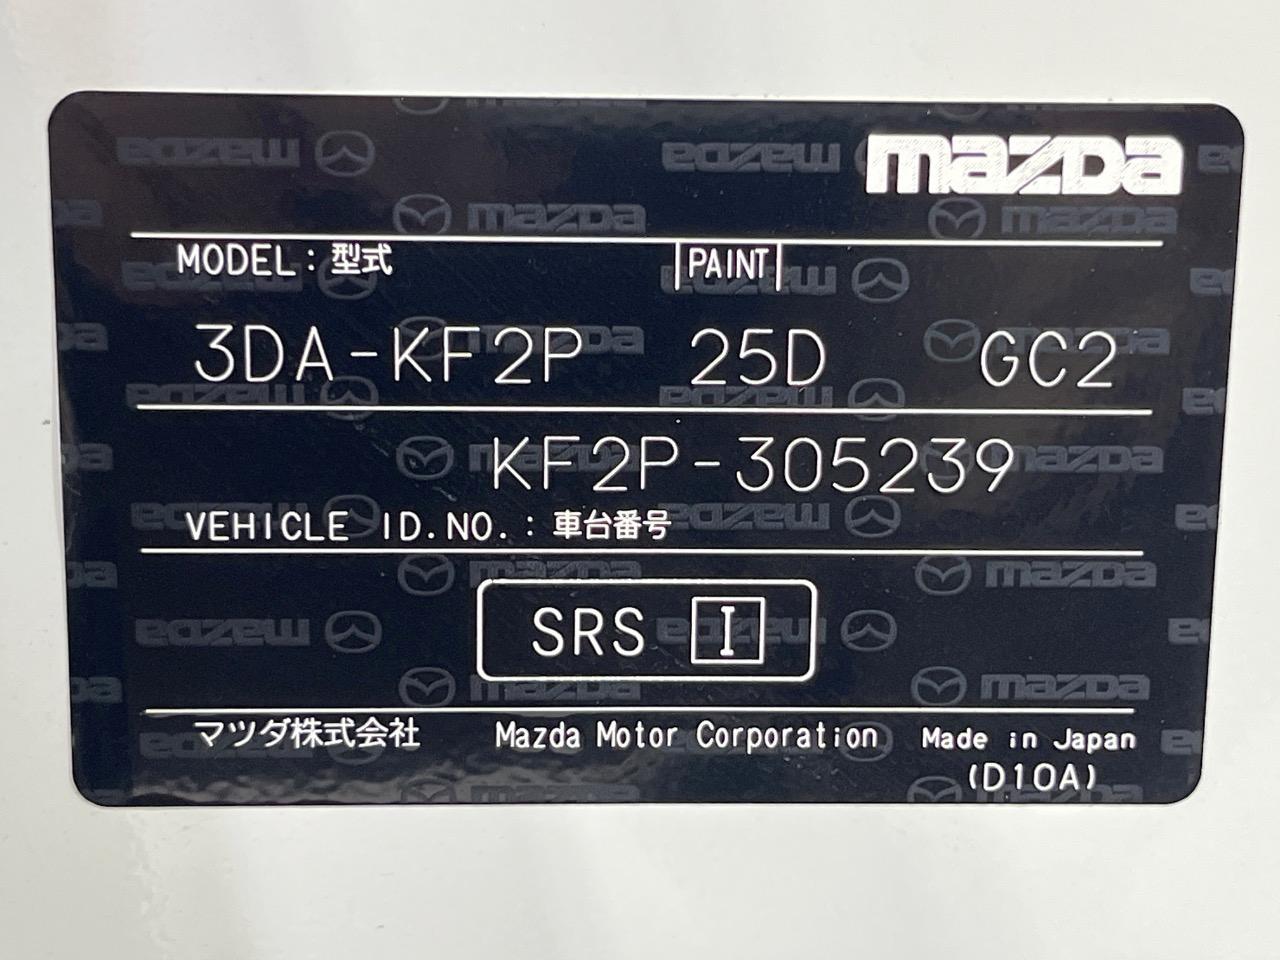 mazda
MODEL : 型式 PAINT
3DA-KF2P 25D GC2
KF2P-305239
VEHICLE ID.NO. : 車台番号
SRS I
マツダ株式会社 Mazda Motor Corporation Made in Japan
(D10A)